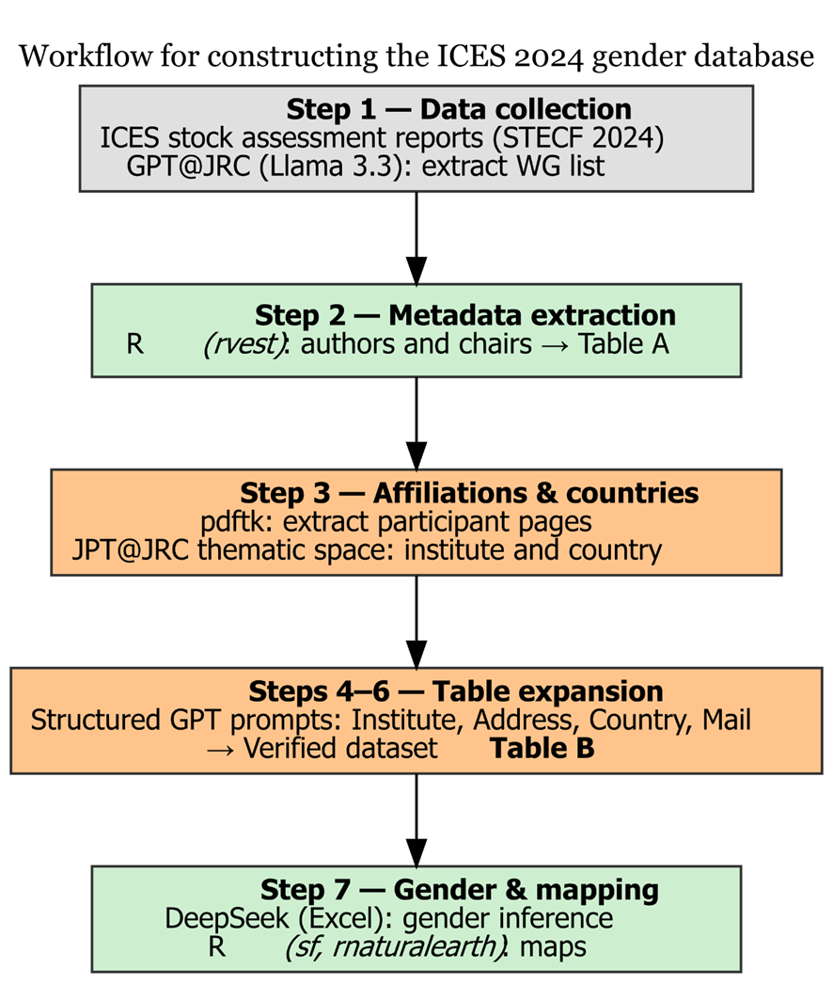 Workflow for constructing the ICES 2024 gender database
Step 1 — Data collection
ICES stock assessment reports (STECF 2024)
GPT@JRC (Llama 3.3): extract WG list
Step 2 — Metadata extraction
R (rvest): authors and chairs → Table A
Step 3 — Affiliations & countries
pdftk: extract participant pages
JPT@JRC thematic space: institute and country
Steps 4–6 — Table expansion
Structured GPT prompts: Institute, Address, Country, Mail
→ Verified dataset Table B
Step 7 — Gender & mapping
DeepSeek (Excel): gender inference
R (sf, rnaturalearth): maps